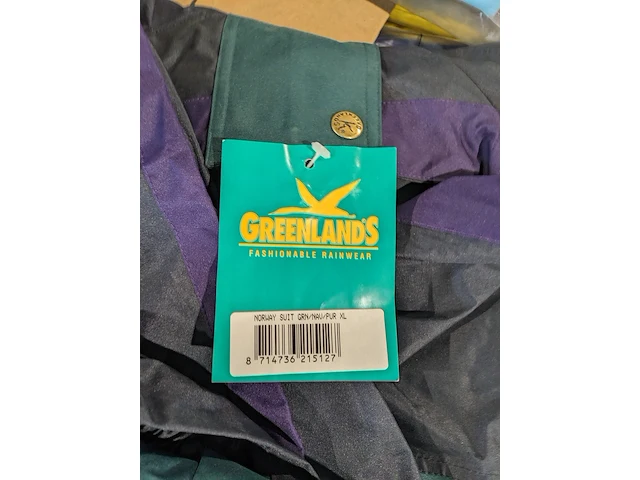 GREENLAND'S
FASHIONABLE RAINWEAR
NORWAY SUIT GRN/NAV/PUR XL
8 714736 215127